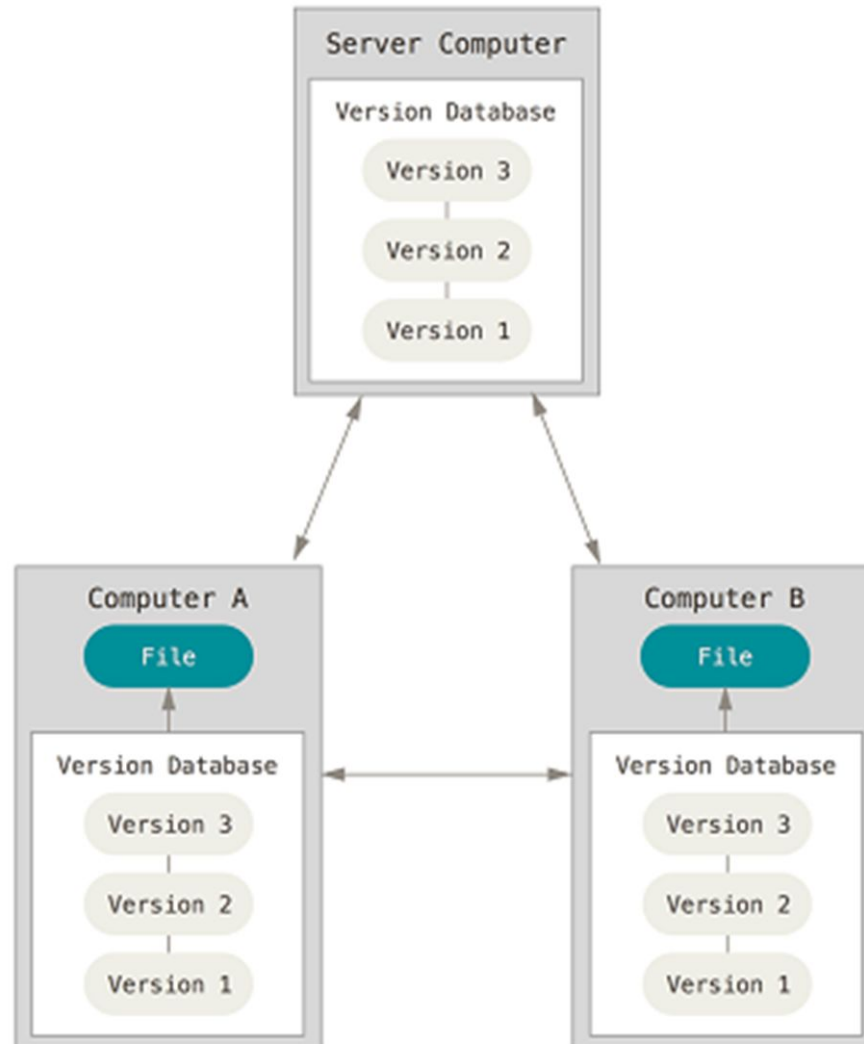 Server Computer
Version Database
Version 3
Version 2
Version 1
Computer A
File
Version Database
Version 3
Version 2
Version 1
Computer B
File
Version Database
Version 3
Version 2
Version 1